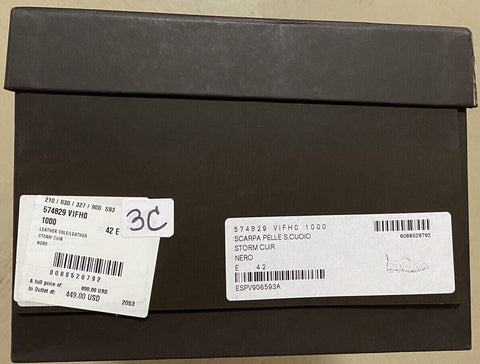 210 / 030 / 327 / 900 593
574829 VIFH0
1000
42 E
LEATHER SOLE/LEATHER
STORM CUIR
NERO
8088526792
A full price of: 890.00 USD
In Outlet at: 449.00 USD
2053
3C
574829 VIFH0 1000
SCARPA PELLE S.CUOIO
STORM CUIR
NERO
E 42
ESPV906593A
8088526792